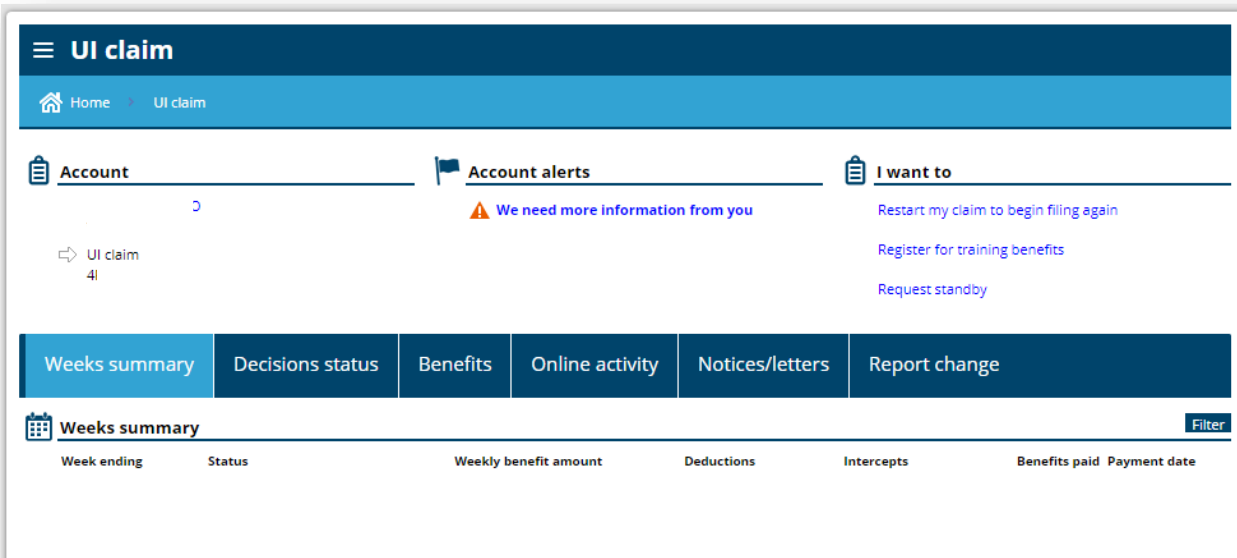 UI claim
Home UI claim
Account
UI claim
Account alerts
We need more information from you
I want to
Restart my claim to begin filing again
Register for training benefits
Request standby
Weeks summary Decisions status Benefits Online activity Notices/letters Report change
Weeks summary Filter
Week ending Status Weekly benefit amount Deductions Intercepts Benefits paid Payment date